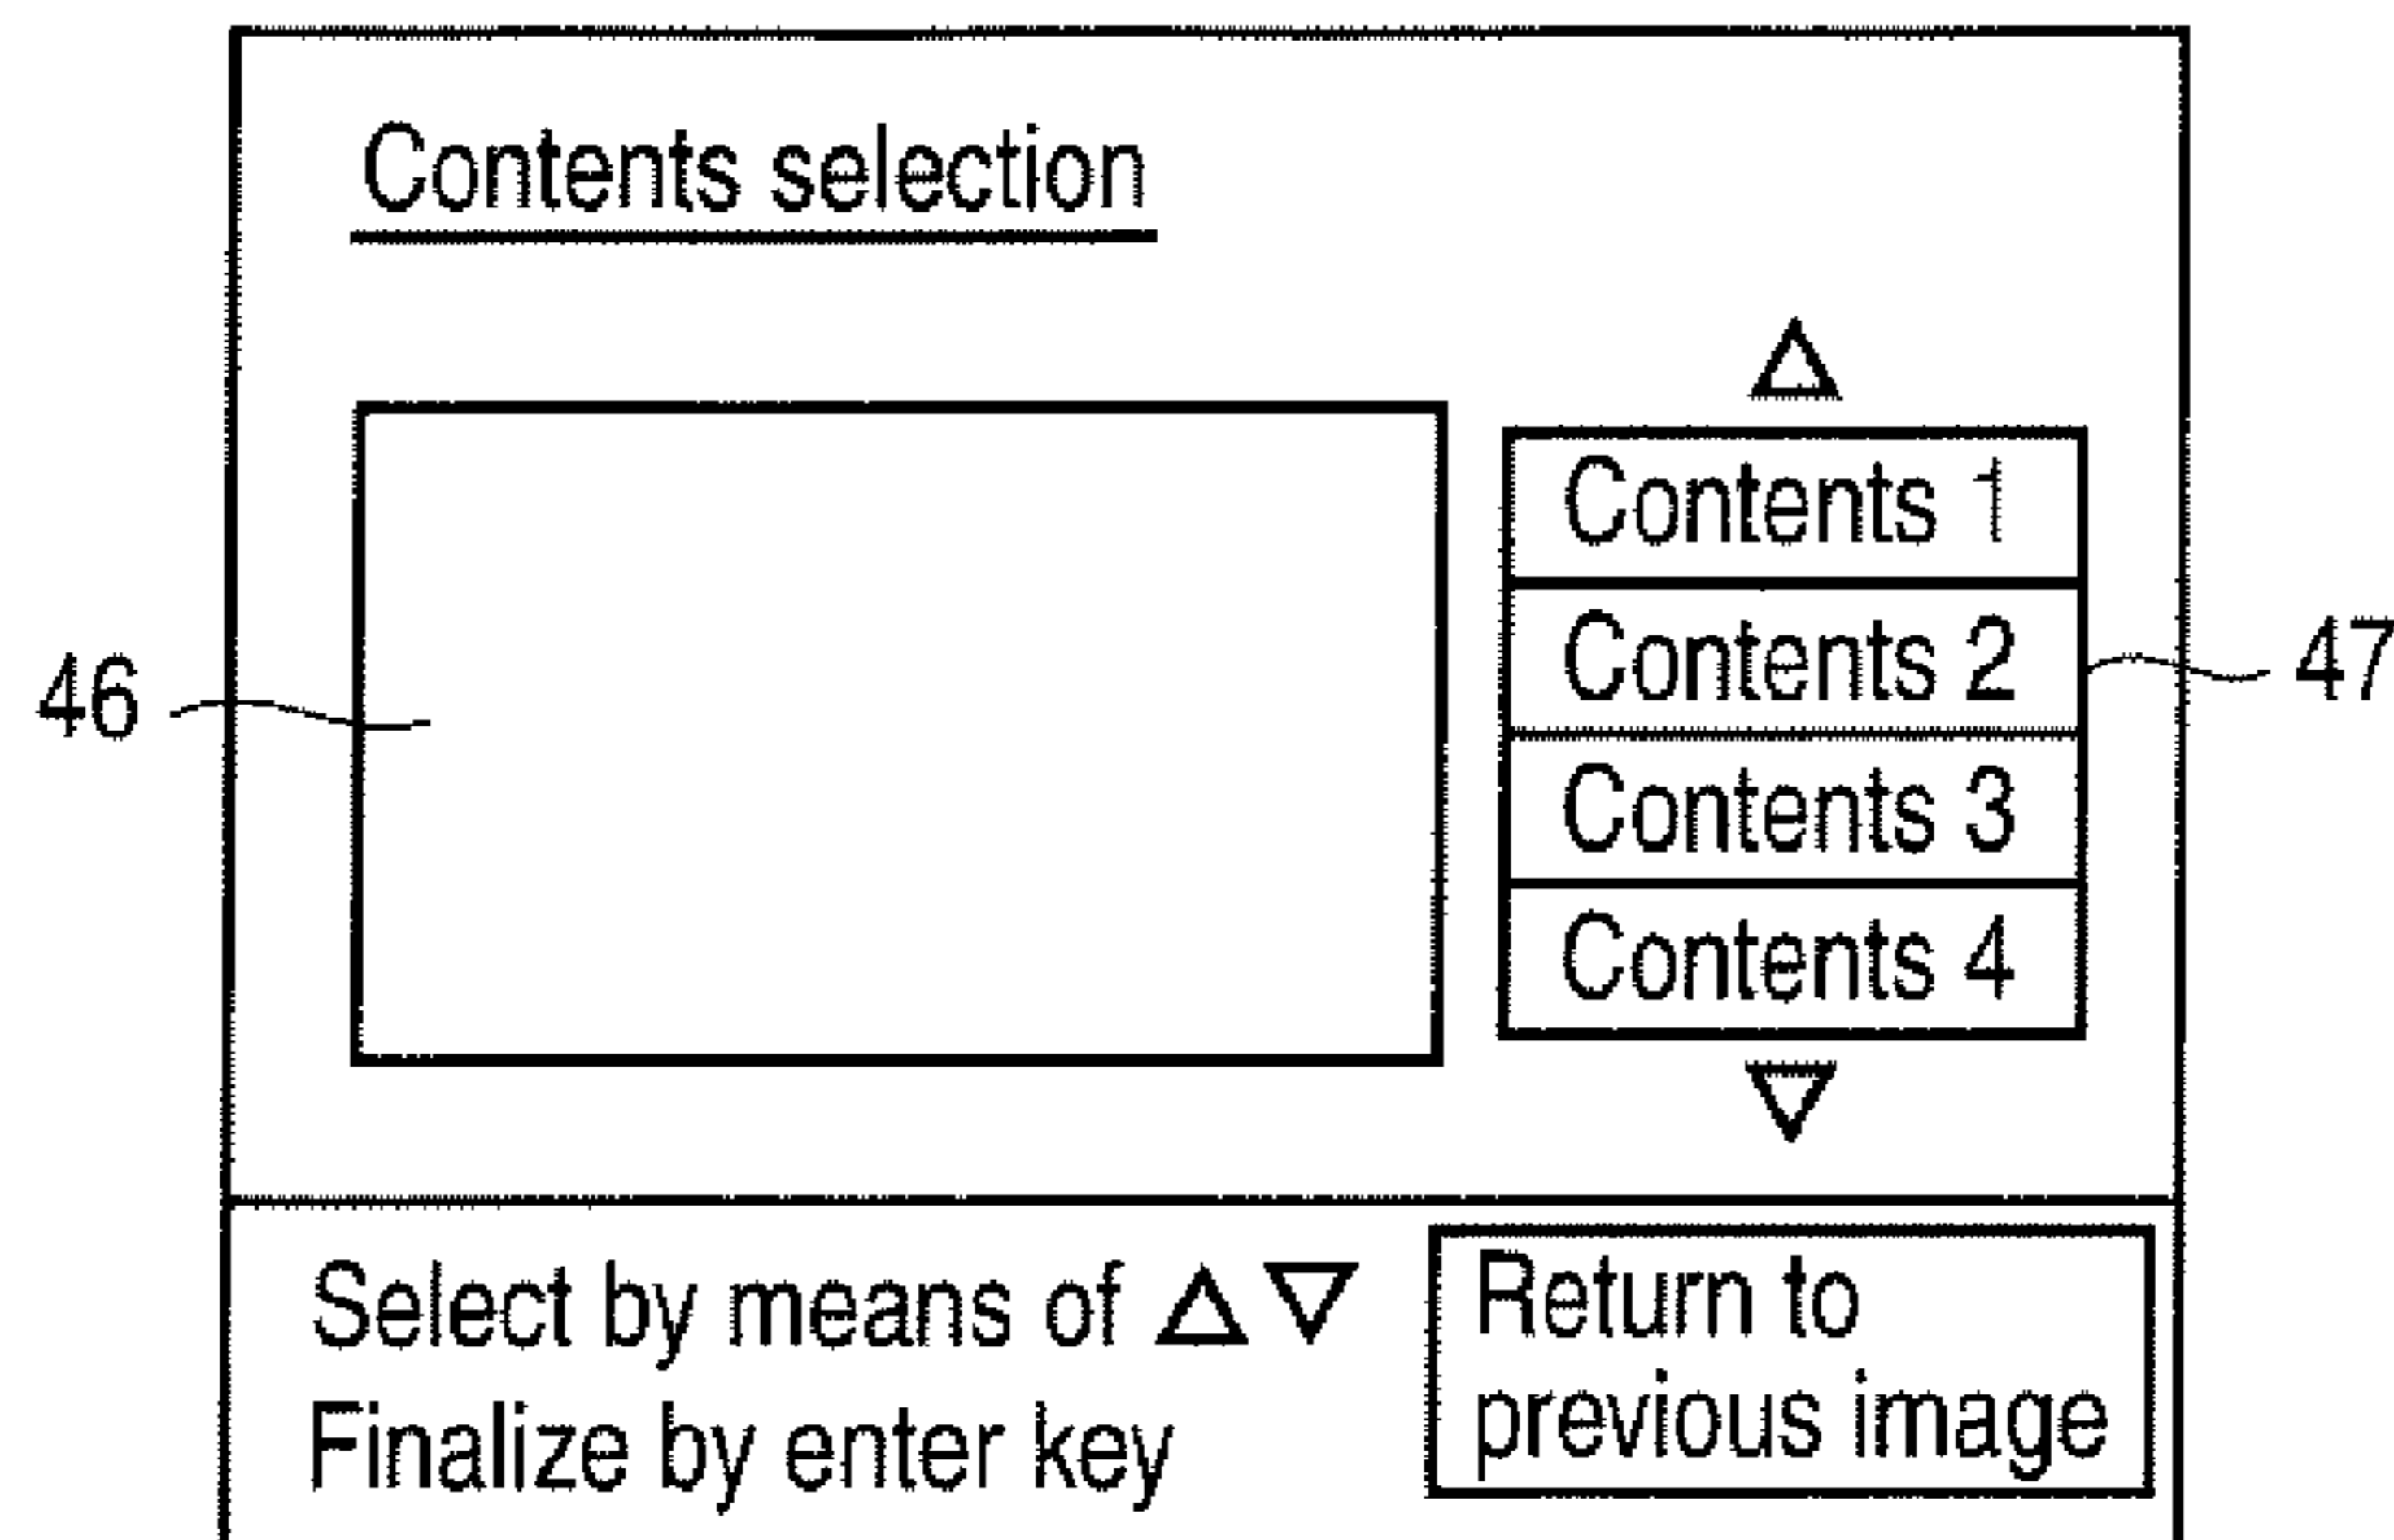 Contents selection
△
Contents 1
46
Contents 2
47
Contents 3
Contents 4
▽
Select by means of △ ▽
Finalize by enter key
Return to
previous image